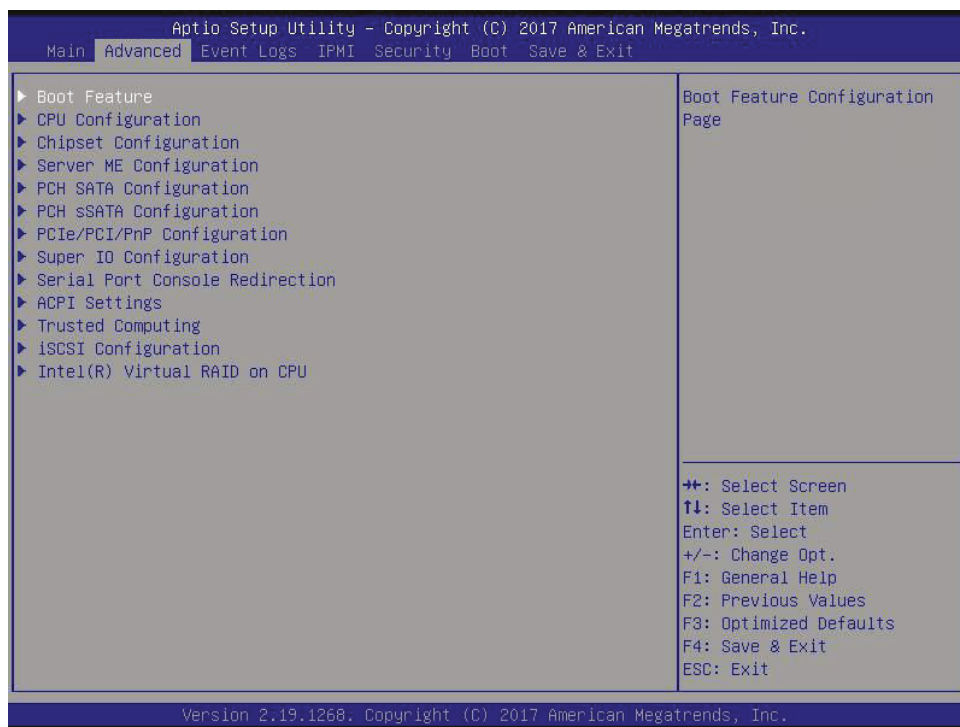 Aptio Setup Utility – Copyright (C) 2017 American Megatrends, Inc.
Main Advanced Event Logs IPMI Security Boot Save & Exit
Boot Feature
CPU Configuration
Chipset Configuration
Server ME Configuration
PCH SATA Configuration
PCH sSATA Configuration
PCIe/PCI/PnP Configuration
Super IO Configuration
Serial Port Console Redirection
ACPI Settings
Trusted Computing
iSCSI Configuration
Intel(R) Virtual RAID on CPU
Boot Feature Configuration
Page
→←: Select Screen
↑↓: Select Item
Enter: Select
+/-: Change Opt.
F1: General Help
F2: Previous Values
F3: Optimized Defaults
F4: Save & Exit
ESC: Exit
Version 2.19.1268. Copyright (C) 2017 American Megatrends, Inc.